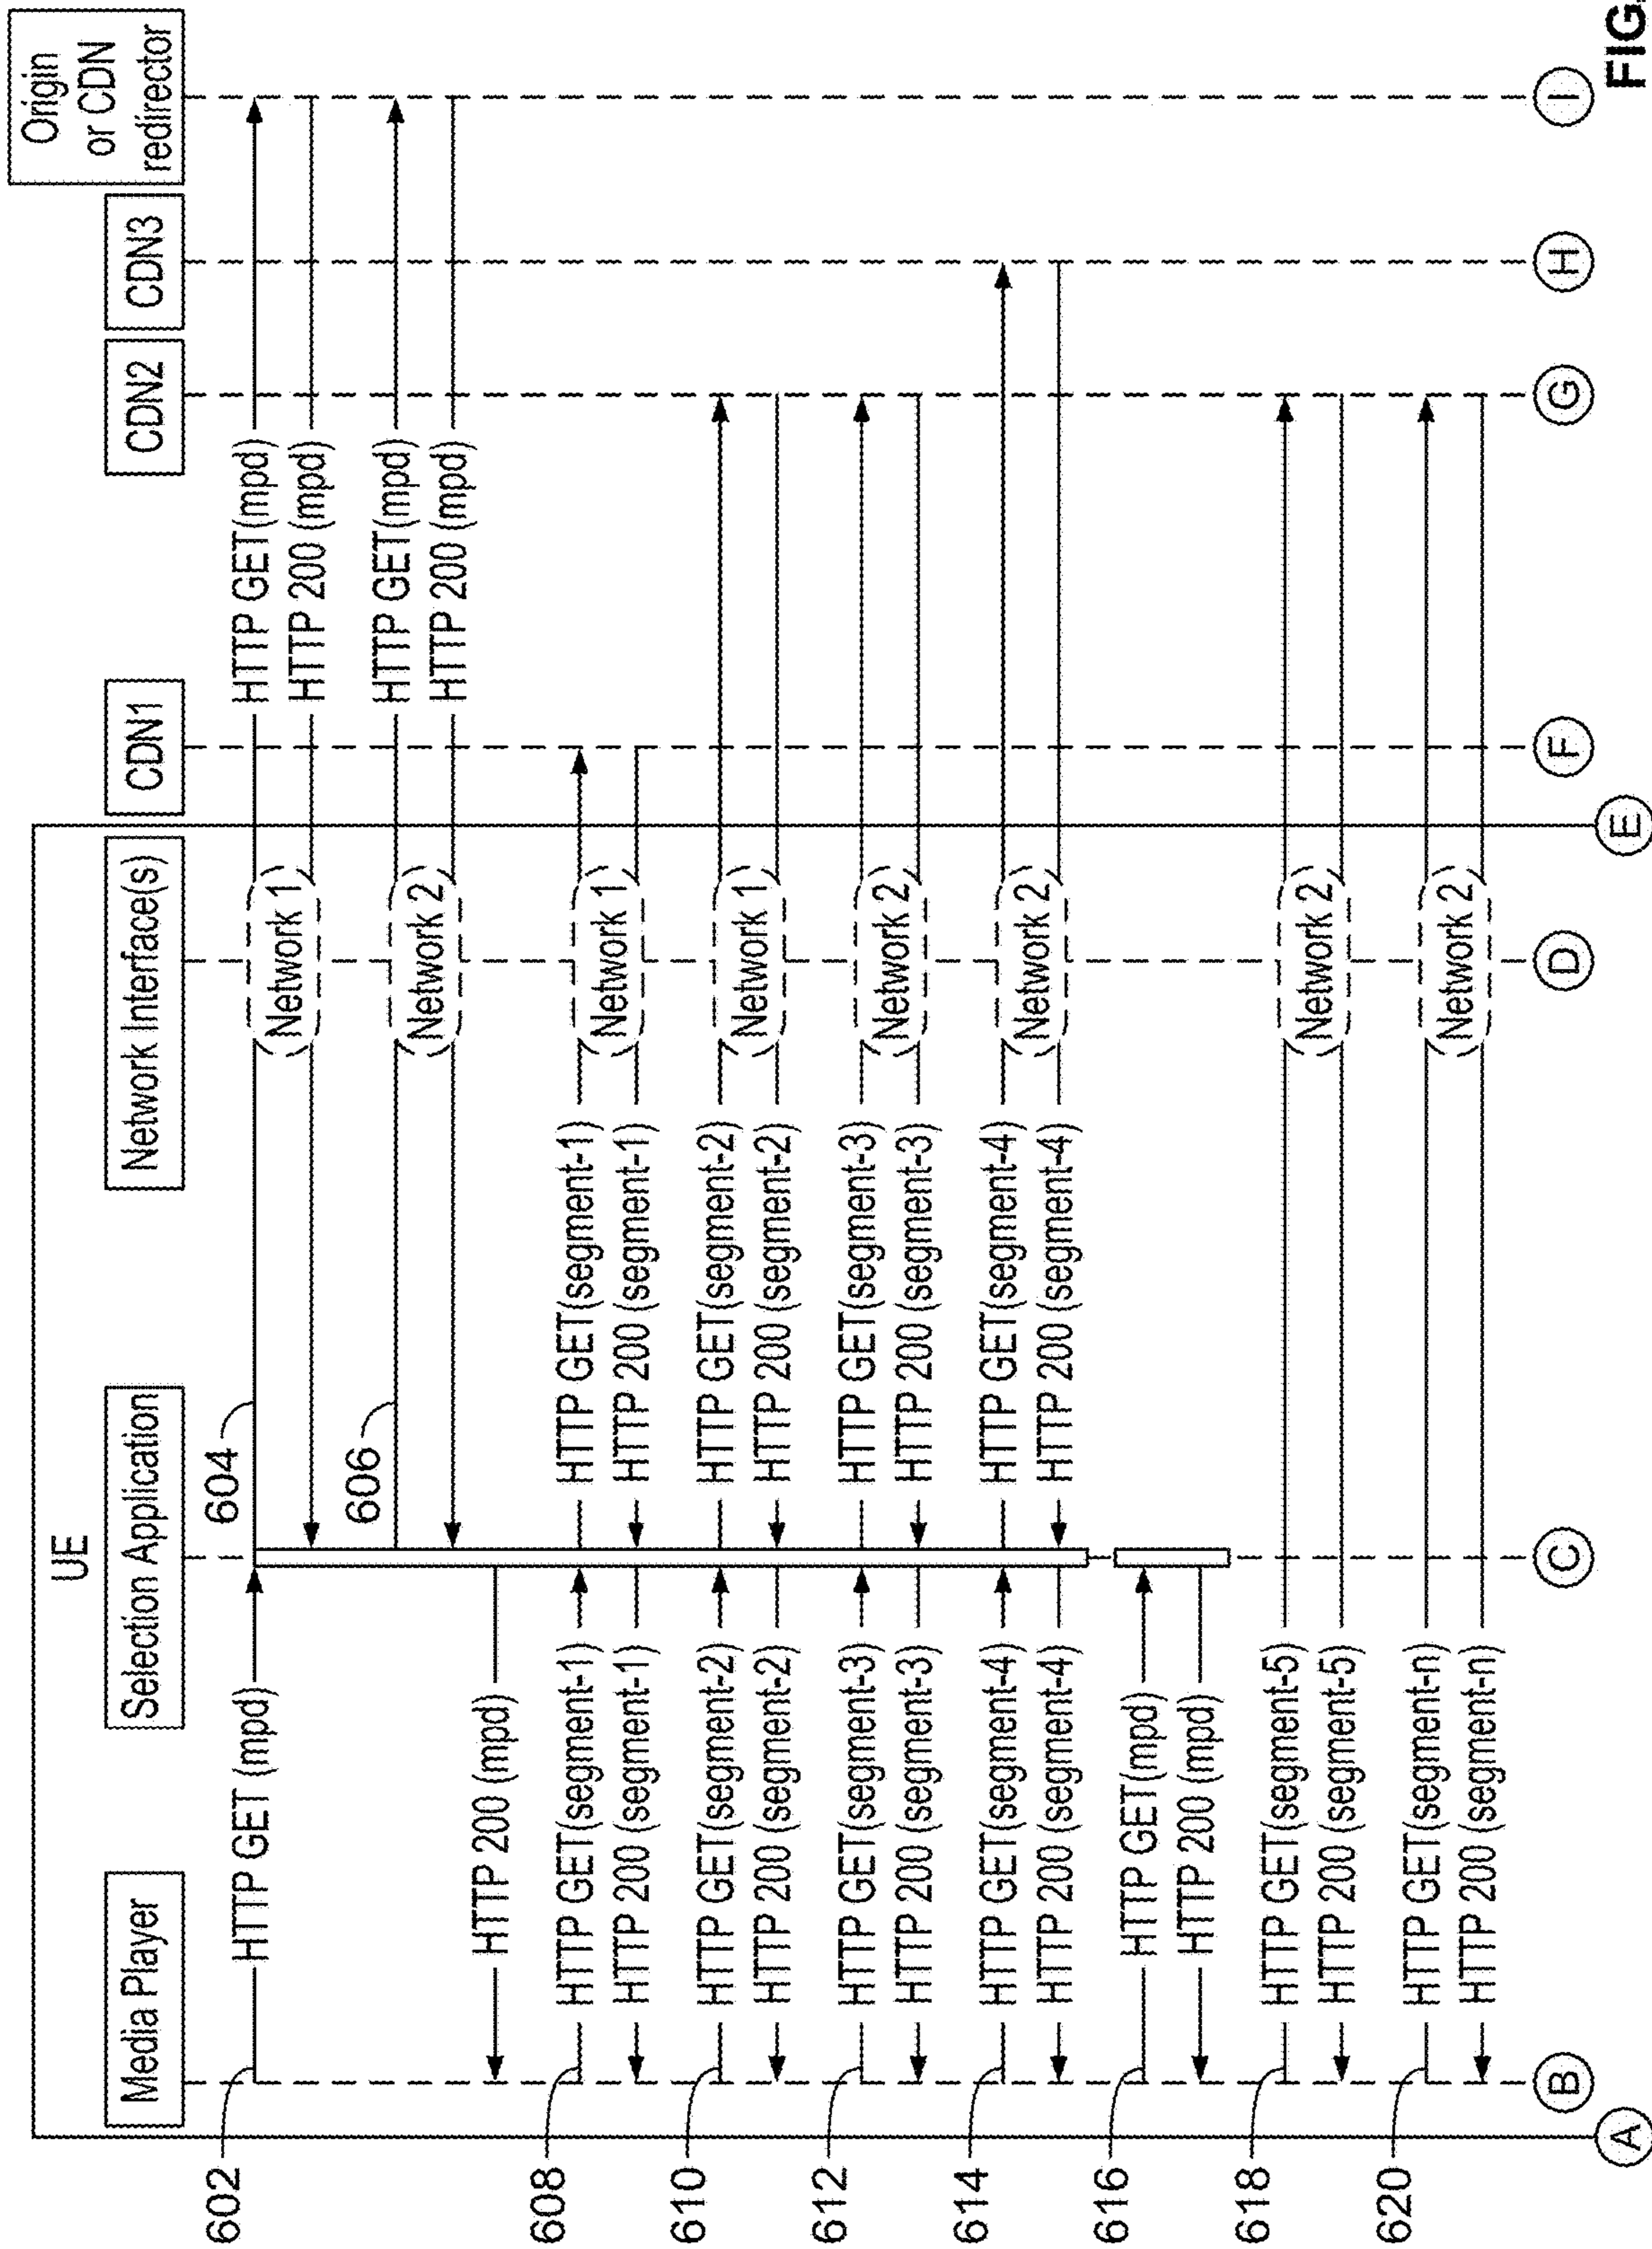 UE
Media Player
Selection Application
Network Interface(s)
CDN1
CDN2
CDN3
Origin
or CDN
redirector
602
HTTP GET (mpd)
604
(Network 1)
HTTP GET(mpd)
HTTP 200 (mpd)
606
(Network 2)
HTTP GET(mpd)
HTTP 200 (mpd)
HTTP 200 (mpd)
608
HTTP GET(segment-1)
HTTP 200 (segment-1)
HTTP GET(segment-1)
HTTP 200 (segment-1)
(Network 1)
610
HTTP GET(segment-2)
HTTP 200 (segment-2)
HTTP GET(segment-2)
HTTP 200 (segment-2)
(Network 1)
612
HTTP GET(segment-3)
HTTP 200 (segment-3)
HTTP GET(segment-3)
HTTP 200 (segment-3)
(Network 2)
614
HTTP GET(segment-4)
HTTP 200 (segment-4)
HTTP GET(segment-4)
HTTP 200 (segment-4)
(Network 2)
616
HTTP GET(mpd)
HTTP 200 (mpd)
618
HTTP GET(segment-5)
HTTP 200 (segment-5)
(Network 2)
620
HTTP GET(segment-n)
HTTP 200 (segment-n)
(Network 2)
A
B
C
D
E
F
G
H
I
FIG.